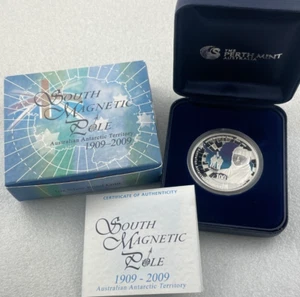 THE
PERTH MINT
AUSTRALIA
SOUTH
MAGNETIC
POLE
Australian Antarctic Territory
1909-2009
CERTIFICATE OF AUTHENTICITY
SOUTH
MAGNETIC
POLE
1909 - 2009
Australian Antarctic Territory